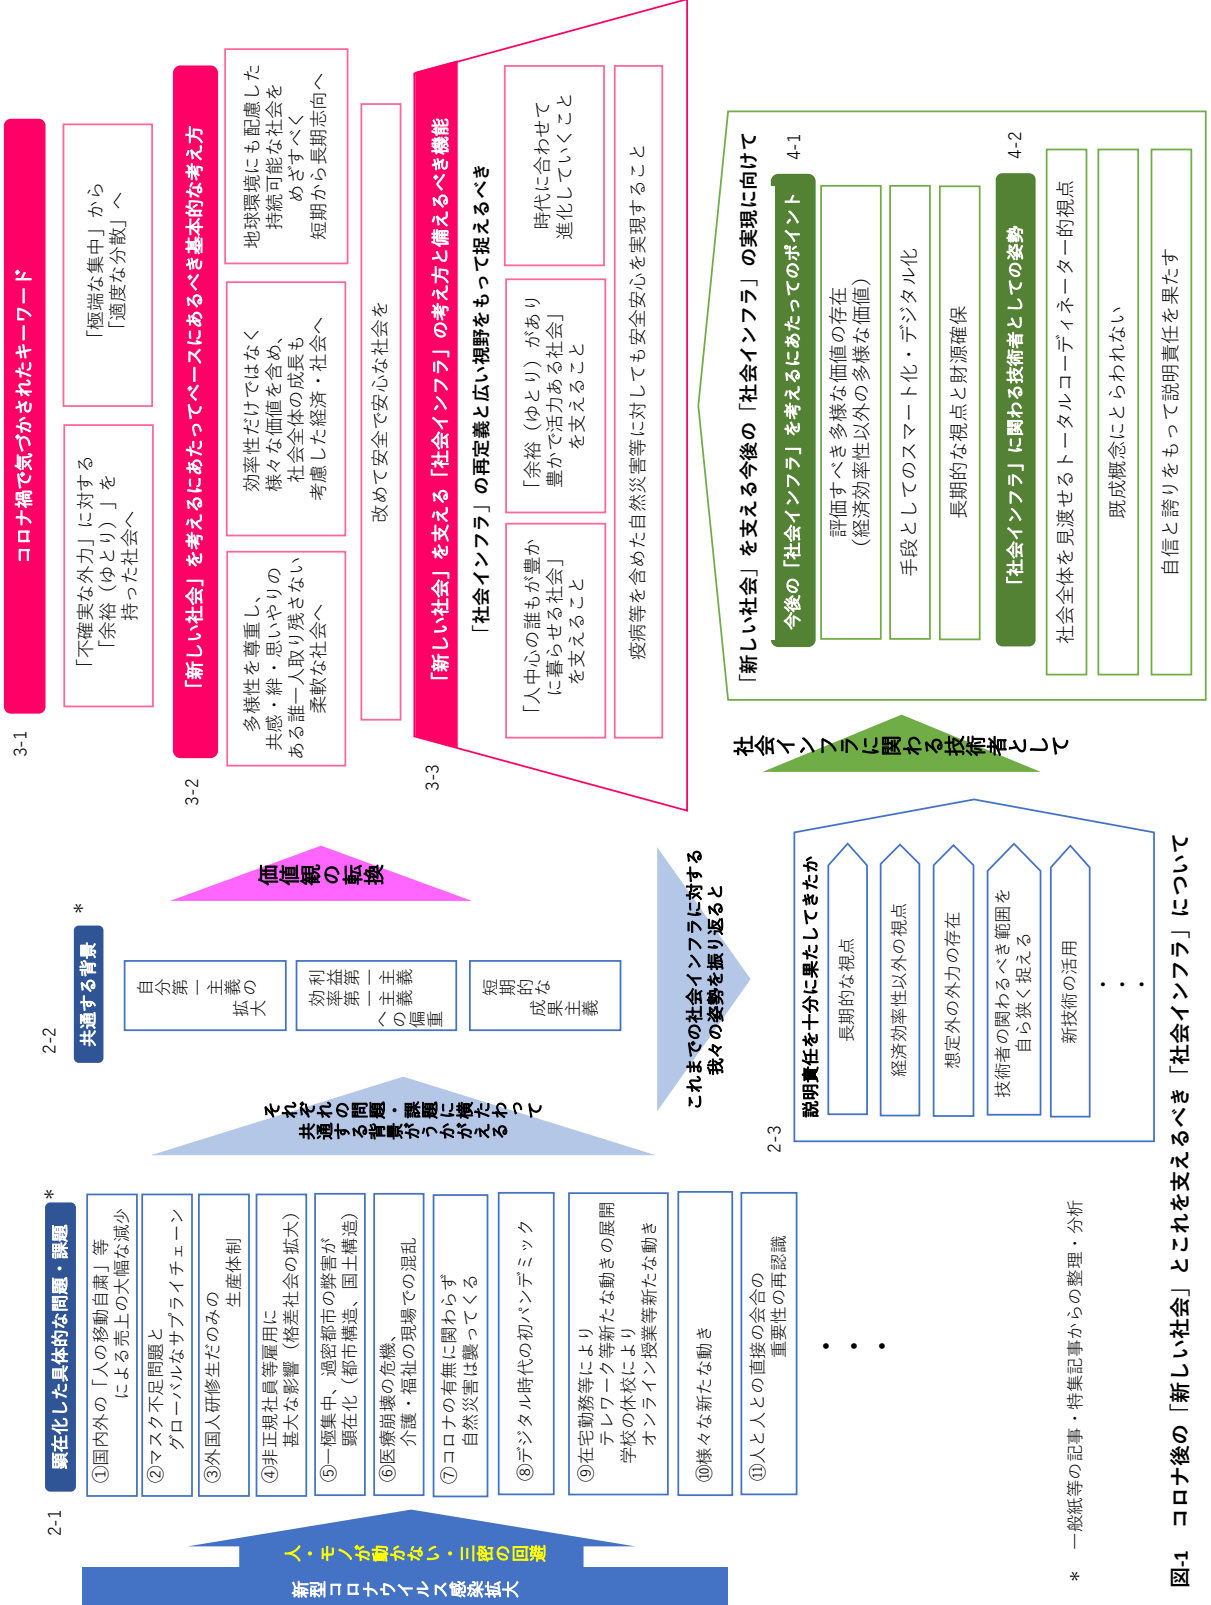 新型コロナウイルス感染拡大
人・モノが動かない・三密の回避
2-1
顕在化した具体的な問題・課題
*
①国内外の「人の移動自粛」等
による売上の大幅な減少
②マスク不足問題と
グローバルなサプライチェーン
③外国人研修生だのみの
生産体制
④非正規社員等雇用に
甚大な影響（格差社会の拡大）
⑤一極集中、過密都市の弊害が
顕在化（都市構造、国土構造）
⑥医療崩壊の危機、
介護・福祉の現場での混乱
⑦コロナの有無に関わらず
自然災害は襲ってくる
⑧デジタル時代の初パンデミック
⑨在宅勤務等により
テレワーク等新たな動きの展開
学校の休校により
オンライン授業等新たな動き
⑩様々な新たな動き
⑪人と人との直接の会合の
重要性の再認識
・・・
それぞれの問題・課題に横たわって
共通する背景がうかがえる
2-2
共通する背景
*
自分第一主義の
拡大
利益第一主義
効率第一主義
への偏重
短期的な
成果主義
価値観の転換
これまでの社会インフラに対する
我々の姿勢を振り返ると
2-3
説明責任を十分に果たしてきたか
長期的な視点
経済効率性以外の視点
想定外の外力の存在
技術者の関わるべき範囲を
自ら狭く捉える
新技術の活用
・・・
3-1
コロナ禍で気づかされたキーワード
「不確実な外力」に対する
「余裕（ゆとり）」を
持った社会へ
「極端な集中」から
「適度な分散」へ
3-2
「新しい社会」を考えるにあたってベースにあるべき基本的な考え方
多様性を尊重し、
共感・絆・思いやりの
ある誰一人取り残さない
柔軟な社会へ
効率性だけではなく
様々な価値を含め、
社会全体の成長も
考慮した経済・社会へ
地球環境にも配慮した
持続可能な社会を
めざすべく
短期から長期志向へ
改めて安全で安心な社会を
3-3
「新しい社会」を支える「社会インフラ」の考え方と備えるべき機能
「社会インフラ」の再定義と広い視野をもって捉えるべき
「人中心の誰もが豊か
に暮らせる社会」
を支えること
「余裕（ゆとり）があり
豊かで活力ある社会」
を支えること
時代に合わせて
進化していくこと
疫病等を含めた自然災害等に対しても安全安心を実現すること
社会インフラに関わる技術者として
「新しい社会」を支える今後の「社会インフラ」の実現に向けて
今後の「社会インフラ」を考えるにあたってのポイント
4-1
評価すべき多様な価値の存在
（経済効率性以外の多様な価値）
手段としてのスマート化・デジタル化
長期的な視点と財源確保
「社会インフラ」に関わる技術者としての姿勢
4-2
社会全体を見渡せるトータルコーディネーター的視点
既成概念にとらわれない
自信と誇りをもって説明責任を果たす
* 一般紙等の記事・特集記事からの整理・分析
図-1 コロナ後の「新しい社会」とこれを支えるべき「社会インフラ」について